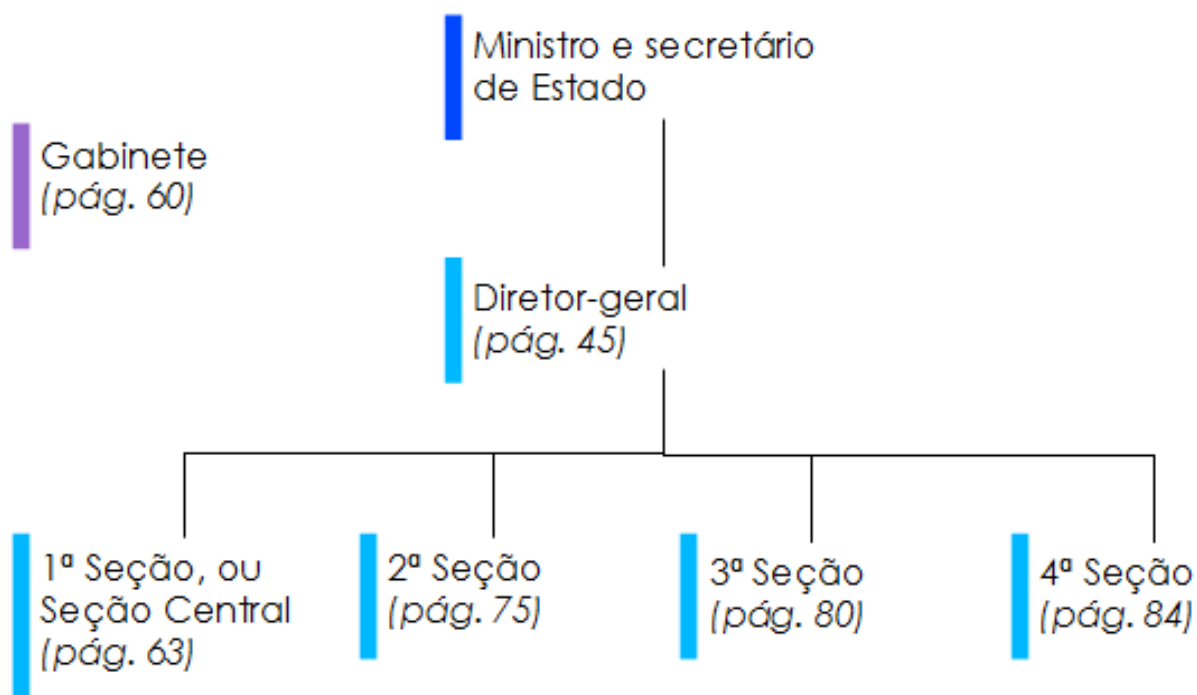 Ministro e secretário
de Estado
Gabinete
(pág. 60)
Diretor-geral
(pág. 45)
1ª Seção, ou
Seção Central
(pág. 63)
2ª Seção
(pág. 75)
3ª Seção
(pág. 80)
4ª Seção
(pág. 84)